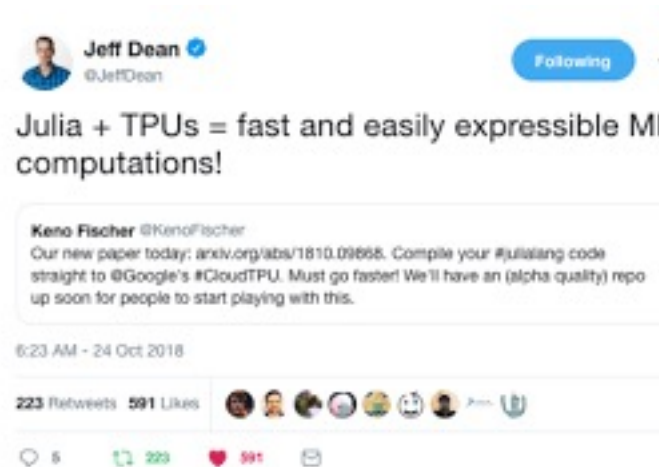 Jeff Dean
@JeffDean
Following
Julia + TPUs = fast and easily expressible ML
computations!
Keno Fischer @KenoFischer
Our new paper today: arxiv.org/abs/1810.09868. Compile your #julialang code
straight to @Google's #CloudTPU. Must go faster! We'll have an (alpha quality) repo
up soon for people to start playing with this.
6:23 AM - 24 Oct 2018
223 Retweets 591 Likes
5 223 591